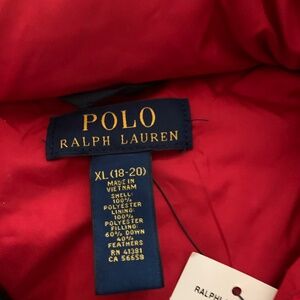 POLO
RALPH LAUREN
XL (18-20)
MADE IN
VIETNAM
SHELL:
100%
POLYESTER
LINING:
100%
POLYESTER
FILLING:
60% DOWN
40%
FEATHERS
RN 41381
CA 56658
RALPH